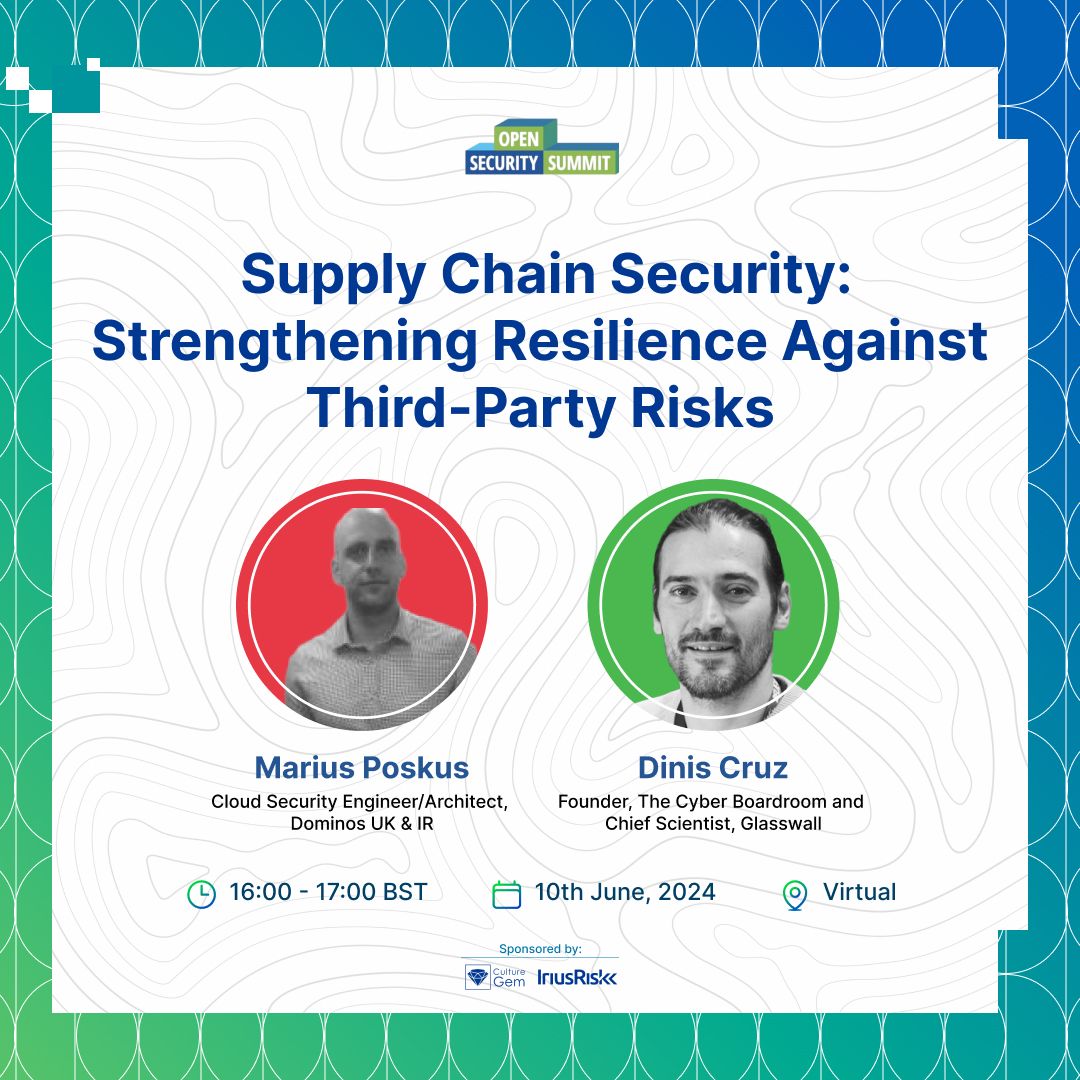 OPEN
SECURITY SUMMIT
Supply Chain Security:
Strengthening Resilience Against
Third-Party Risks
Marius Poskus
Cloud Security Engineer/Architect,
Dominos UK & IR
Dinis Cruz
Founder, The Cyber Boardroom and
Chief Scientist, Glasswall
16:00 - 17:00 BST
10th June, 2024
Virtual
Sponsored by:
Culture
Gem
IriusRisk